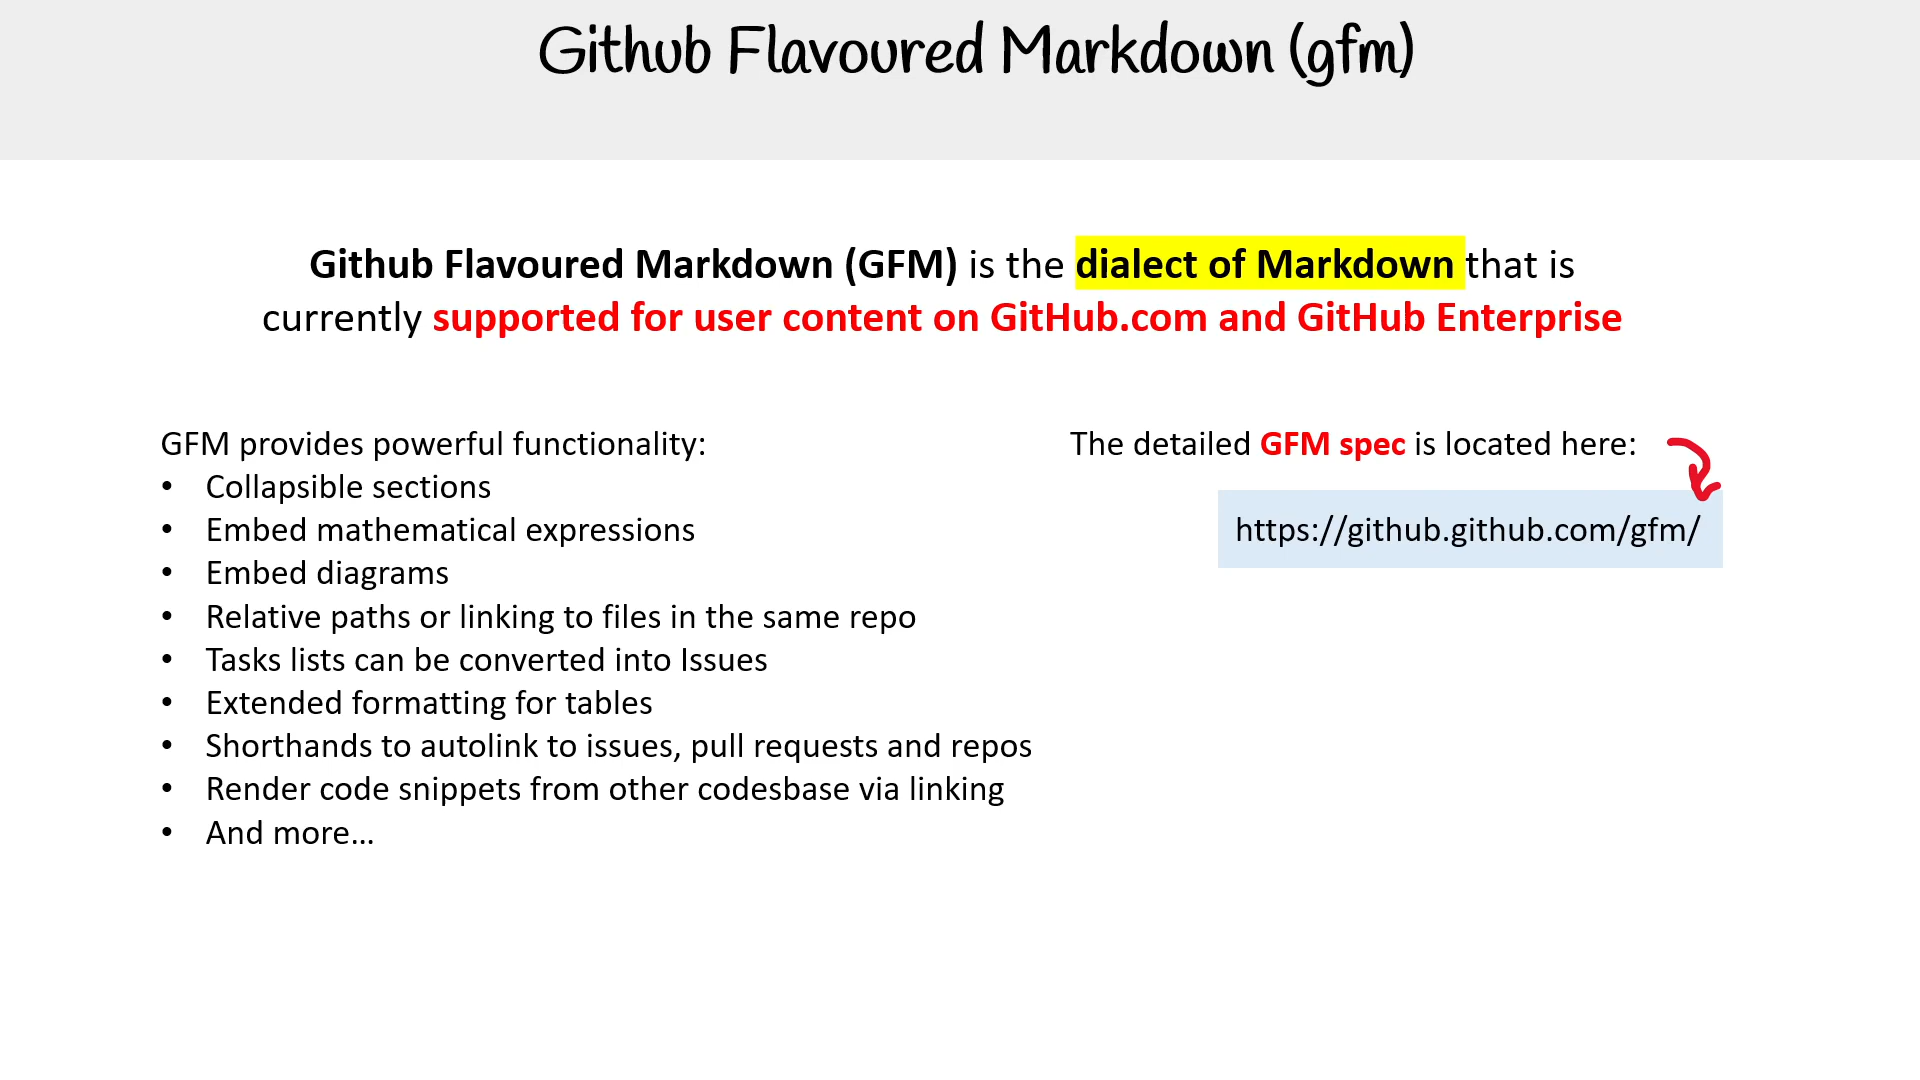 Github Flavoured Markdown (gfm)
Github Flavoured Markdown (GFM) is the dialect of Markdown that is
currently supported for user content on GitHub.com and GitHub Enterprise
GFM provides powerful functionality:
• Collapsible sections
• Embed mathematical expressions
• Embed diagrams
• Relative paths or linking to files in the same repo
• Tasks lists can be converted into Issues
• Extended formatting for tables
• Shorthands to autolink to issues, pull requests and repos
• Render code snippets from other codesbase via linking
• And more…
The detailed GFM spec is located here:
https://github.github.com/gfm/